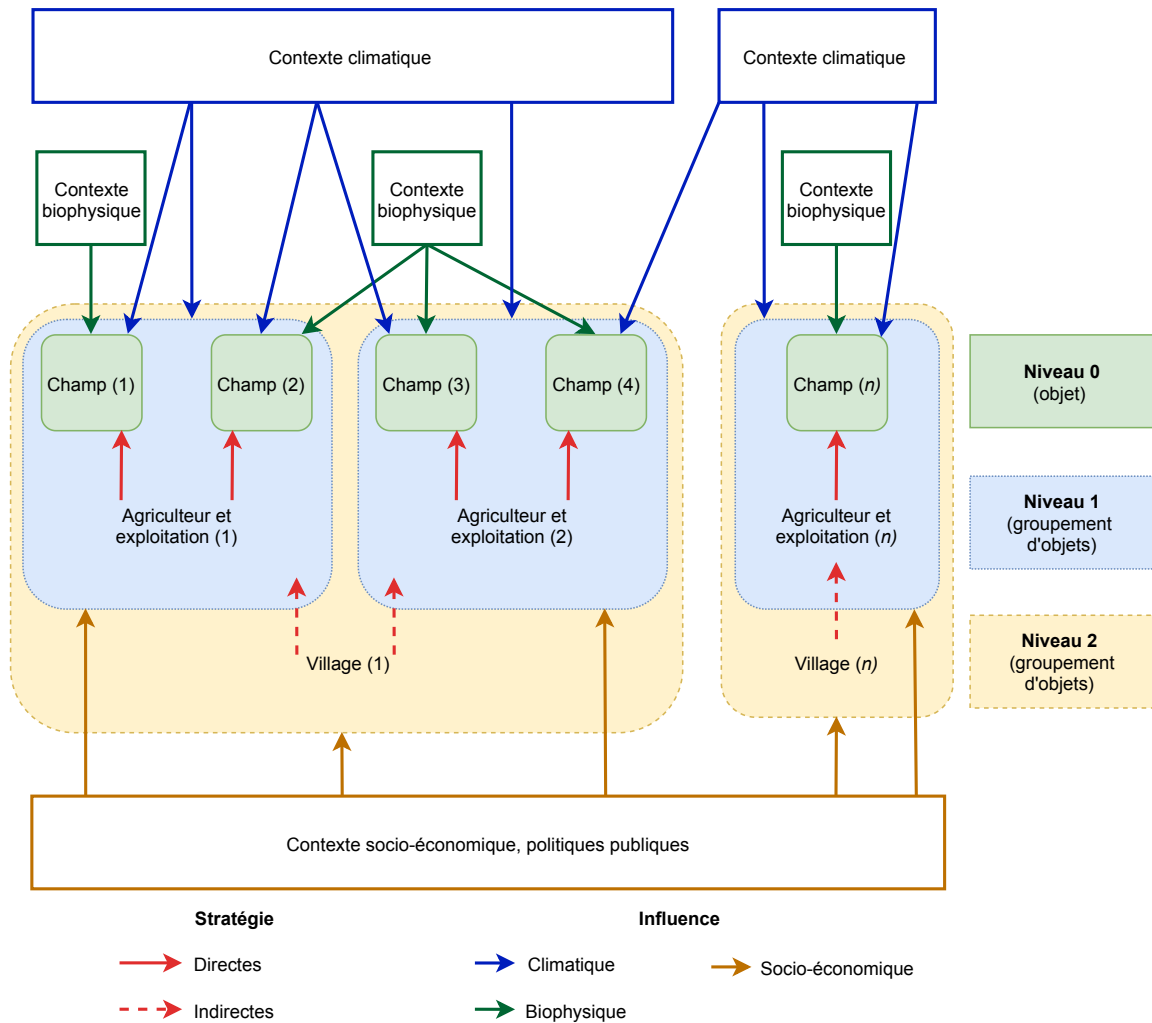 Contexte climatique
Contexte climatique
Contexte
biophysique
Contexte
biophysique
Contexte
biophysique
Champ (1)
Champ (2)
Champ (3)
Champ (4)
Champ (n)
Niveau 0
(objet)
Agriculteur et
exploitation (1)
Agriculteur et
exploitation (2)
Agriculteur et
exploitation (n)
Niveau 1
(groupement
d'objets)
Village (1)
Village (n)
Niveau 2
(groupement
d'objets)
Contexte socio-économique, politiques publiques
Stratégie
Influence
Directes
Climatique
Socio-économique
Indirectes
Biophysique